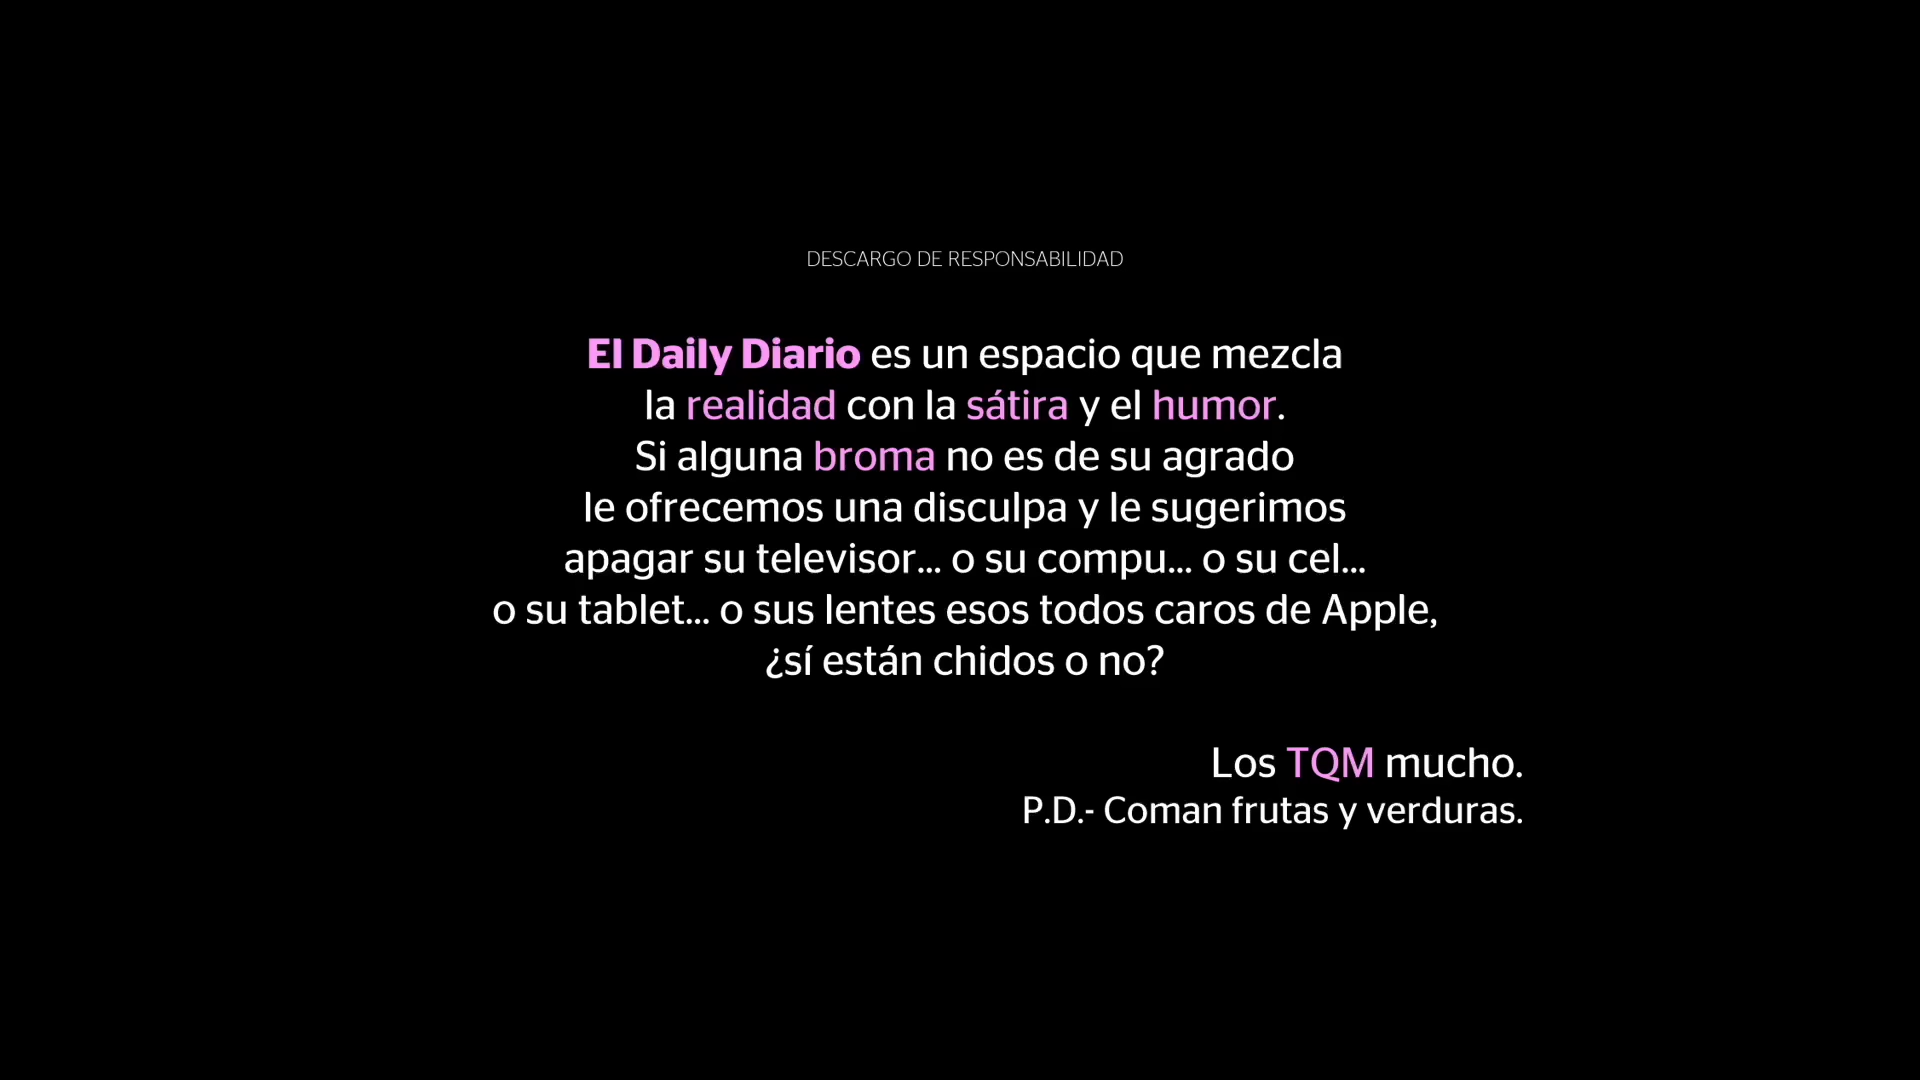 DESCARGO DE RESPONSABILIDAD
El Daily Diario es un espacio que mezcla
la realidad con la sátira y el humor.
Si alguna broma no es de su agrado
le ofrecemos una disculpa y le sugerimos
apagar su televisor... o su compu... o su cel...
o su tablet... o sus lentes esos todos caros de Apple,
¿sí están chidos o no?
Los TQM mucho.
P.D.- Coman frutas y verduras.